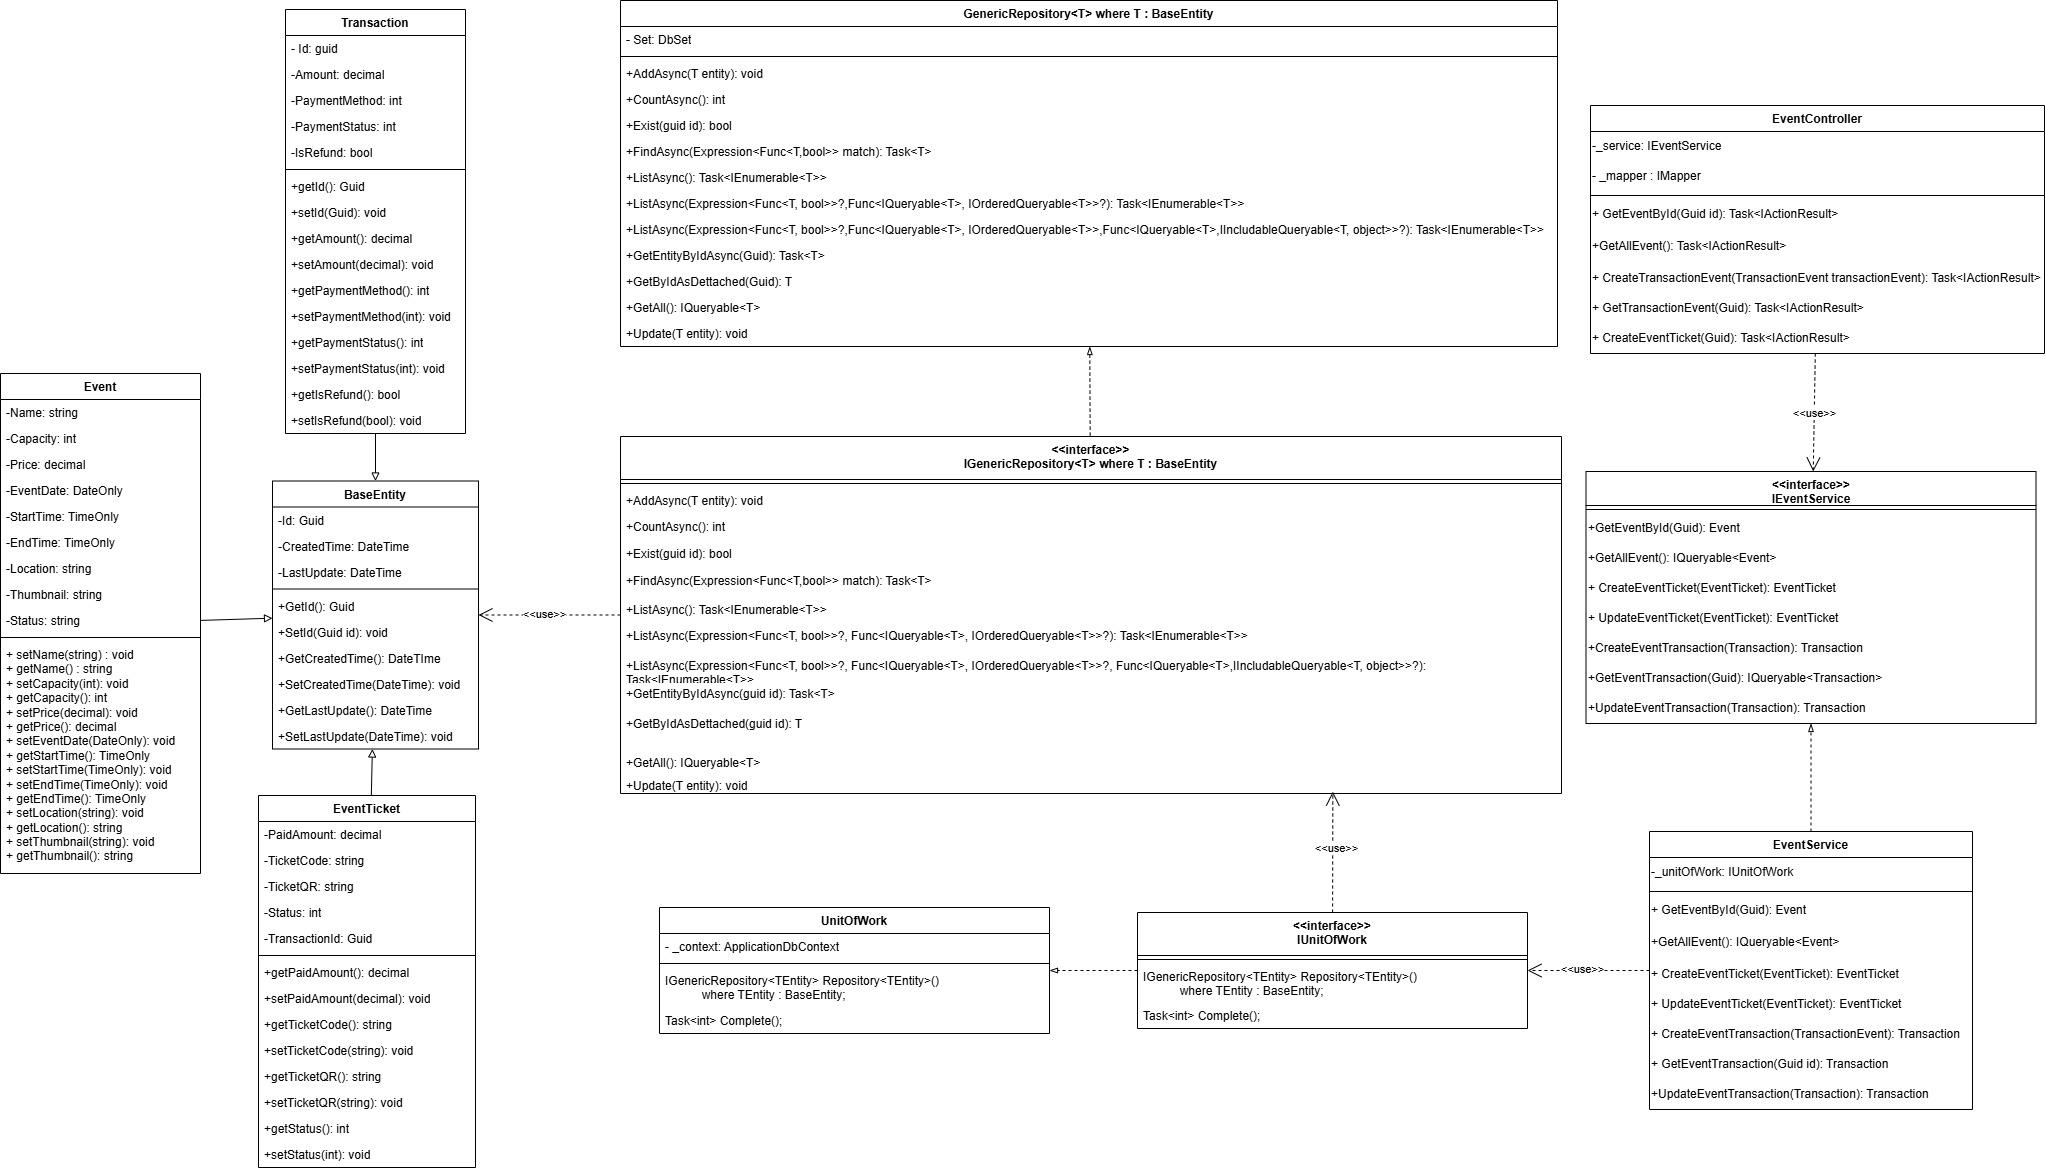 Transaction
- Id: guid
-Amount: decimal
-PaymentMethod: int
-PaymentStatus: int
-IsRefund: bool
+getId(): Guid
+setId(Guid): void
+getAmount(): decimal
+setAmount(decimal): void
+getPaymentMethod(): int
+setPaymentMethod(int): void
+getPaymentStatus(): int
+setPaymentStatus(int): void
+getIsRefund(): bool
+setIsRefund(bool): void
Event
-Name: string
-Capacity: int
-Price: decimal
-EventDate: DateOnly
-StartTime: TimeOnly
-EndTime: TimeOnly
-Location: string
-Thumbnail: string
-Status: string
+ setName(string) : void
+ getName() : string
+ setCapacity(int): void
+ getCapacity(): int
+ setPrice(decimal): void
+ getPrice(): decimal
+ setEventDate(DateOnly): void
+ getStartTime(): TimeOnly
+ setStartTime(TimeOnly): void
+ setEndTime(TimeOnly): void
+ getEndTime(): TimeOnly
+ setLocation(string): void
+ getLocation(): string
+ setThumbnail(string): void
+ getThumbnail(): string
BaseEntity
-Id: Guid
-CreatedTime: DateTime
-LastUpdate: DateTime
+GetId(): Guid
+SetId(Guid id): void
+GetCreatedTime(): DateTIme
+SetCreatedTime(DateTime): void
+GetLastUpdate(): DateTime
+SetLastUpdate(DateTime): void
EventTicket
-PaidAmount: decimal
-TicketCode: string
-TicketQR: string
-Status: int
-TransactionId: Guid
+getPaidAmount(): decimal
+setPaidAmount(decimal): void
+getTicketCode(): string
+setTicketCode(string): void
+getTicketQR(): string
+setTicketQR(string): void
+getStatus(): int
+setStatus(int): void
GenericRepository<T> where T : BaseEntity
- Set: DbSet
+AddAsync(T entity): void
+CountAsync(): int
+Exist(guid id): bool
+FindAsync(Expression<Func<T,bool>> match): Task<T>
+ListAsync(): Task<IEnumerable<T>>
+ListAsync(Expression<Func<T, bool>>?,Func<IQueryable<T>, IOrderedQueryable<T>>?): Task<IEnumerable<T>>
+ListAsync(Expression<Func<T, bool>>?,Func<IQueryable<T>, IOrderedQueryable<T>>,Func<IQueryable<T>,IIncludableQueryable<T, object>>?): Task<IEnumerable<T>>
+GetEntityByIdAsync(Guid): Task<T>
+GetByIdAsDettached(Guid): T
+GetAll(): IQueryable<T>
+Update(T entity): void
<<use>>
<<interface>>
IGenericRepository<T> where T : BaseEntity
+AddAsync(T entity): void
+CountAsync(): int
+Exist(guid id): bool
+FindAsync(Expression<Func<T,bool>> match): Task<T>
+ListAsync(): Task<IEnumerable<T>>
+ListAsync(Expression<Func<T, bool>>?, Func<IQueryable<T>, IOrderedQueryable<T>>?): Task<IEnumerable<T>>
+ListAsync(Expression<Func<T, bool>>?, Func<IQueryable<T>, IOrderedQueryable<T>>?, Func<IQueryable<T>,IIncludableQueryable<T, object>>?):
Task<IEnumerable<T>>
+GetEntityByIdAsync(guid id): Task<T>
+GetByIdAsDettached(guid id): T
+GetAll(): IQueryable<T>
+Update(T entity): void
<<use>>
UnitOfWork
- _context: ApplicationDbContext
IGenericRepository<TEntity> Repository<TEntity>()
where TEntity : BaseEntity;
Task<int> Complete();
<<interface>>
IUnitOfWork
IGenericRepository<TEntity> Repository<TEntity>()
where TEntity : BaseEntity;
Task<int> Complete();
<<use>>
EventController
-_service: IEventService
- _mapper : IMapper
+ GetEventById(Guid id): Task<IActionResult>
+GetAllEvent(): Task<IActionResult>
+ CreateTransactionEvent(TransactionEvent transactionEvent): Task<IActionResult>
+ GetTransactionEvent(Guid): Task<IActionResult>
+ CreateEventTicket(Guid): Task<IActionResult>
<<use>>
<<interface>>
IEventService
+GetEventById(Guid): Event
+GetAllEvent(): IQueryable<Event>
+ CreateEventTicket(EventTicket): EventTicket
+ UpdateEventTicket(EventTicket): EventTicket
+CreateEventTransaction(Transaction): Transaction
+GetEventTransaction(Guid): IQueryable<Transaction>
+UpdateEventTransaction(Transaction): Transaction
EventService
-_unitOfWork: IUnitOfWork
+ GetEventById(Guid): Event
+GetAllEvent(): IQueryable<Event>
+ CreateEventTicket(EventTicket): EventTicket
+ UpdateEventTicket(EventTicket): EventTicket
+ CreateEventTransaction(TransactionEvent): Transaction
+ GetEventTransaction(Guid id): Transaction
+UpdateEventTransaction(Transaction): Transaction